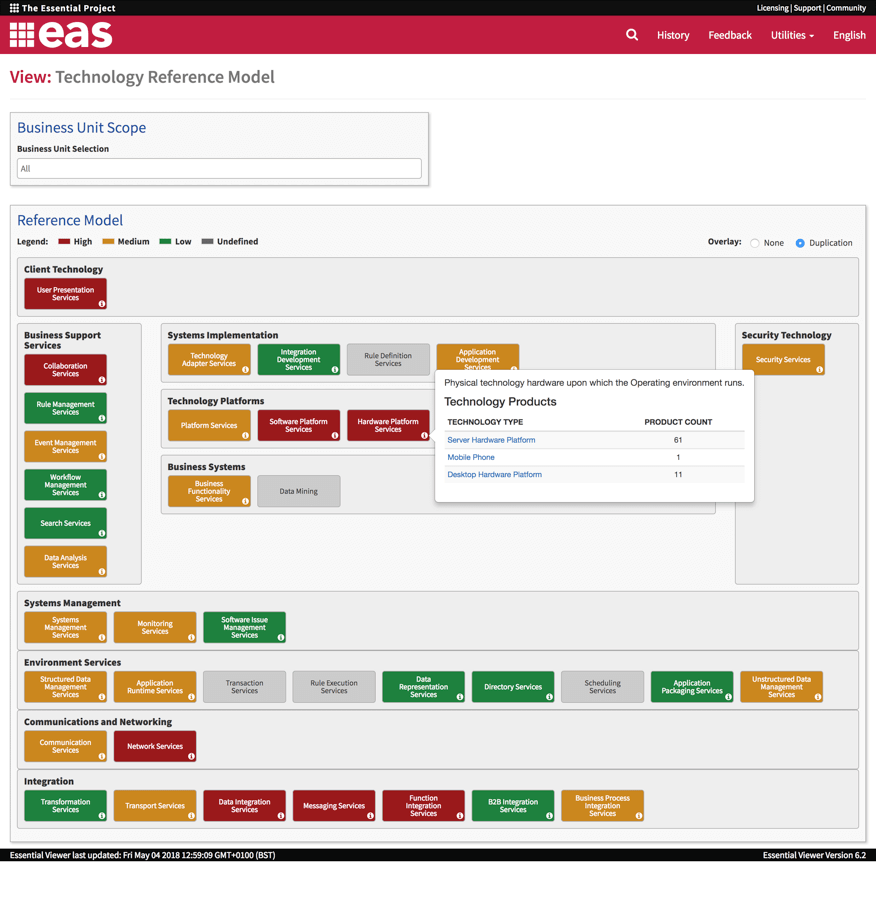 The Essential Project
Licensing | Support | Community
eas
History Feedback Utilities English
View: Technology Reference Model
Business Unit Scope
Business Unit Selection
All
Reference Model
Legend: High Medium Low Undefined
Overlay: None Duplication
Client Technology
User Presentation
Services
Business Support
Services
Collaboration
Services
Rule Management
Services
Event Management
Services
Workflow
Management
Services
Search Services
Data Analysis
Services
Systems Implementation
Technology
Adapter Services
Integration
Development
Services
Rule Definition
Services
Application
Development
Services
Technology Platforms
Platform Services
Software Platform
Services
Hardware Platform
Services
Business Systems
Business
Functionality
Services
Data Mining
Physical technology hardware upon which the Operating environment runs.
Technology Products
TECHNOLOGY TYPE PRODUCT COUNT
Server Hardware Platform 61
Mobile Phone 1
Desktop Hardware Platform 11
Security Technology
Security Services
Systems Management
Systems
Management
Services
Monitoring
Services
Software Issue
Management
Services
Environment Services
Structured Data
Management
Services
Application
Runtime Services
Transaction
Services
Rule Execution
Services
Data
Representation
Services
Directory Services
Scheduling
Services
Application
Packaging Services
Unstructured Data
Management
Services
Communications and Networking
Communication
Services
Network Services
Integration
Transformation
Services
Transport Services
Data Integration
Services
Messaging Services
Function
Integration
Services
B2B Integration
Services
Business Process
Integration
Services
Essential Viewer last updated: Fri May 04 2018 12:59:09 GMT+0100 (BST)
Essential Viewer Version 6.2